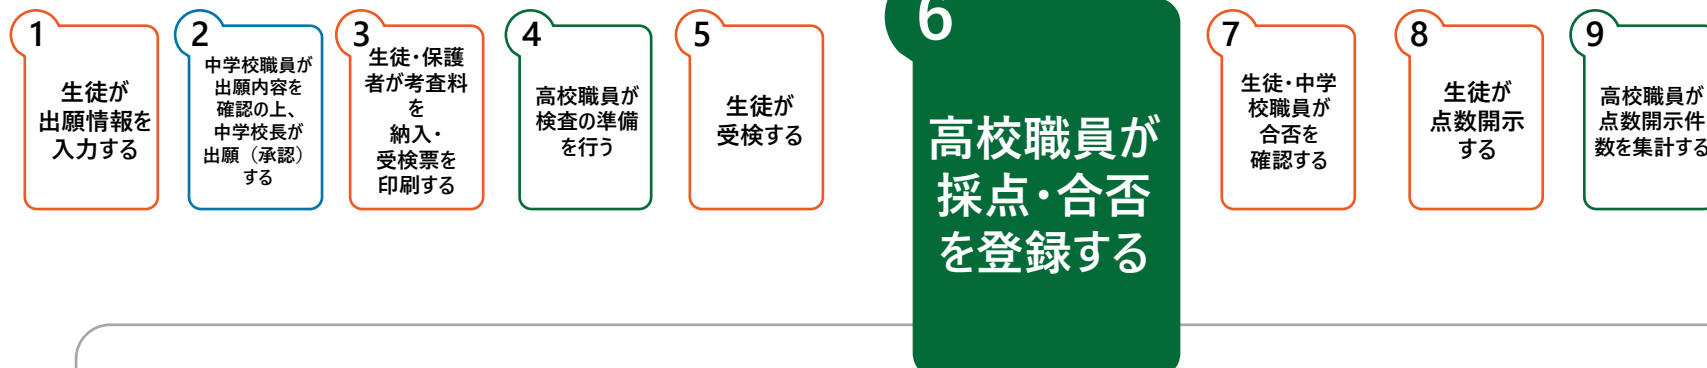 1
生徒が
出願情報を
入力する
2
中学校職員が
出願内容を
確認の上、
中学校長が
出願（承認）
する
3
生徒・保護
者が考査料
を
納入・
受検票を
印刷する
4
高校職員が
検査の準備
を行う
5
生徒が
受検する
6
高校職員が
採点・合否
を登録する
7
生徒・中学
校職員が
合否を
確認する
8
生徒が
点数開示
する
9
高校職員が
点数開示件
数を集計する